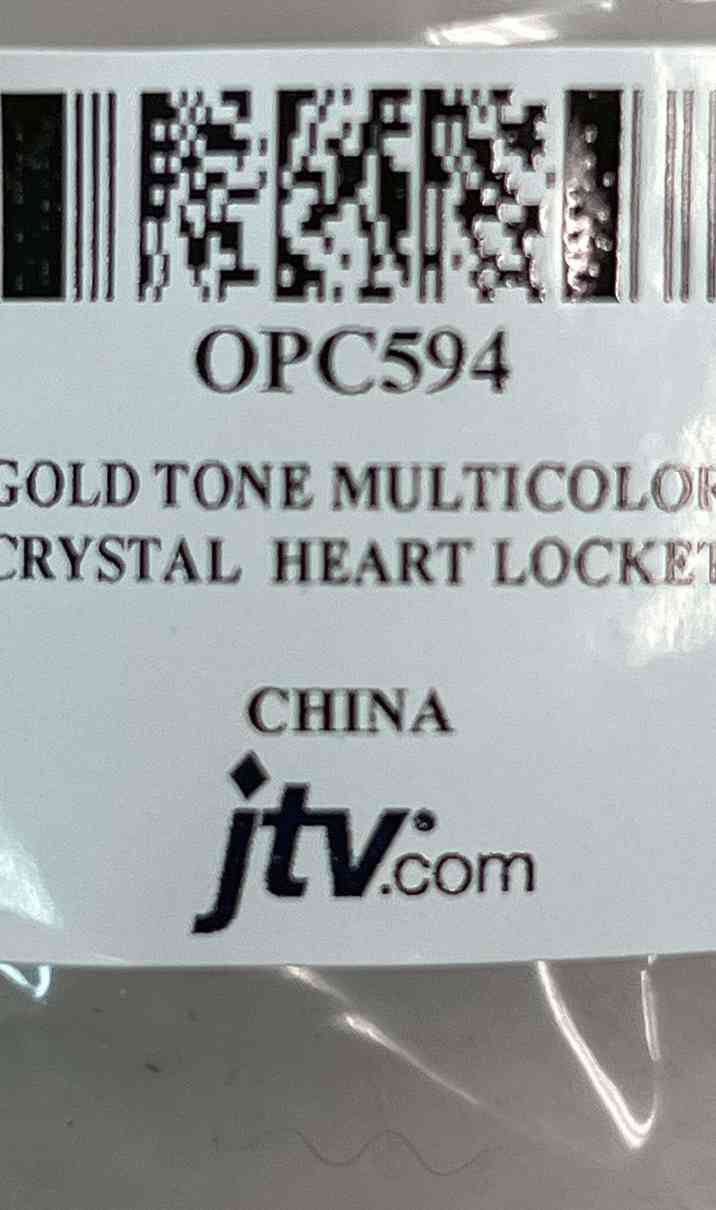 OPC594
GOLD TONE MULTICOLOR
CRYSTAL HEART LOCKET
CHINA
jtv.com